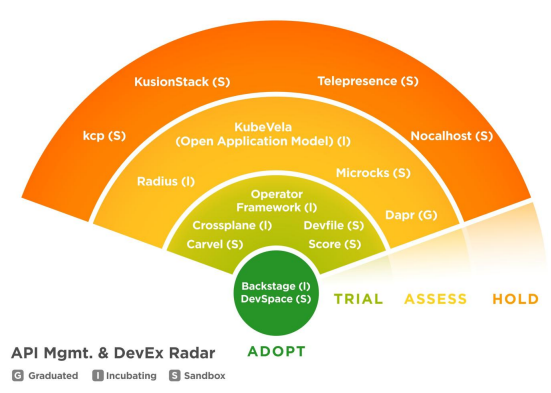 KusionStack (S)
Telepresence (S)
kcp (S)
KubeVela
(Open Application Model) (I)
Nocalhost (S)
Radius (I)
Microcks (S)
Operator
Framework (I)
Dapr (G)
Crossplane (I)
Devfile (S)
Carvel (S)
Score (S)
Backstage (I)
DevSpace (S)
TRIAL
ASSESS
HOLD
ADOPT
API Mgmt. & DevEx Radar
G Graduated
I Incubating
S Sandbox